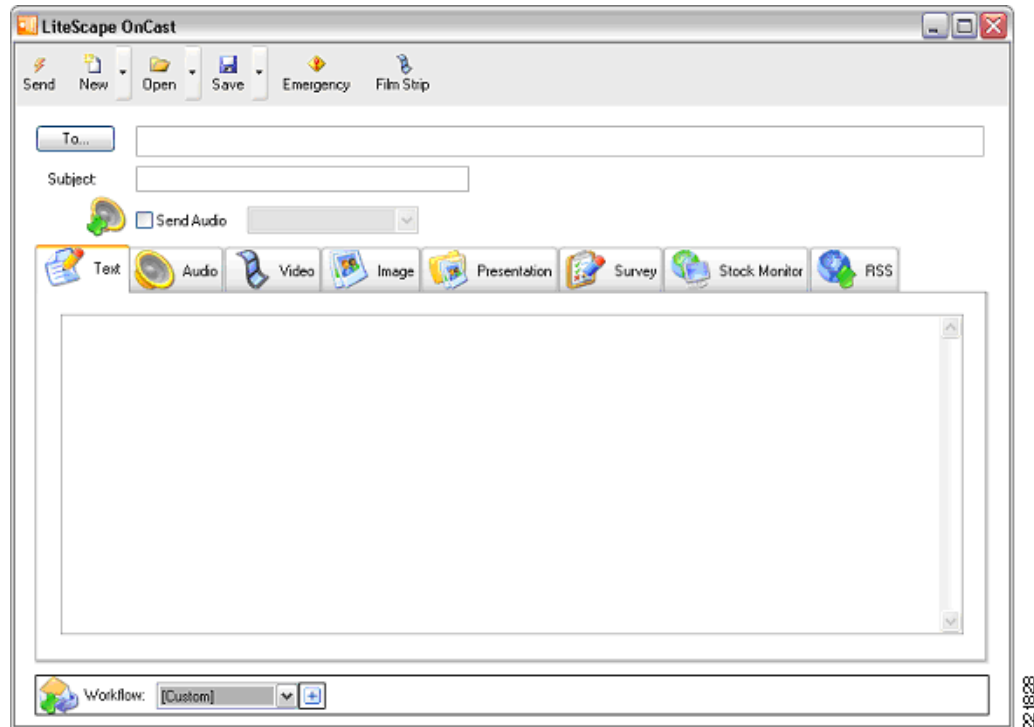 LiteScape OnCast
Send New Open Save Emergency Film Strip
To...
Subject:
Send Audio
Text Audio Video Image Presentation Survey Stock Monitor RSS
Workflow: [Custom]